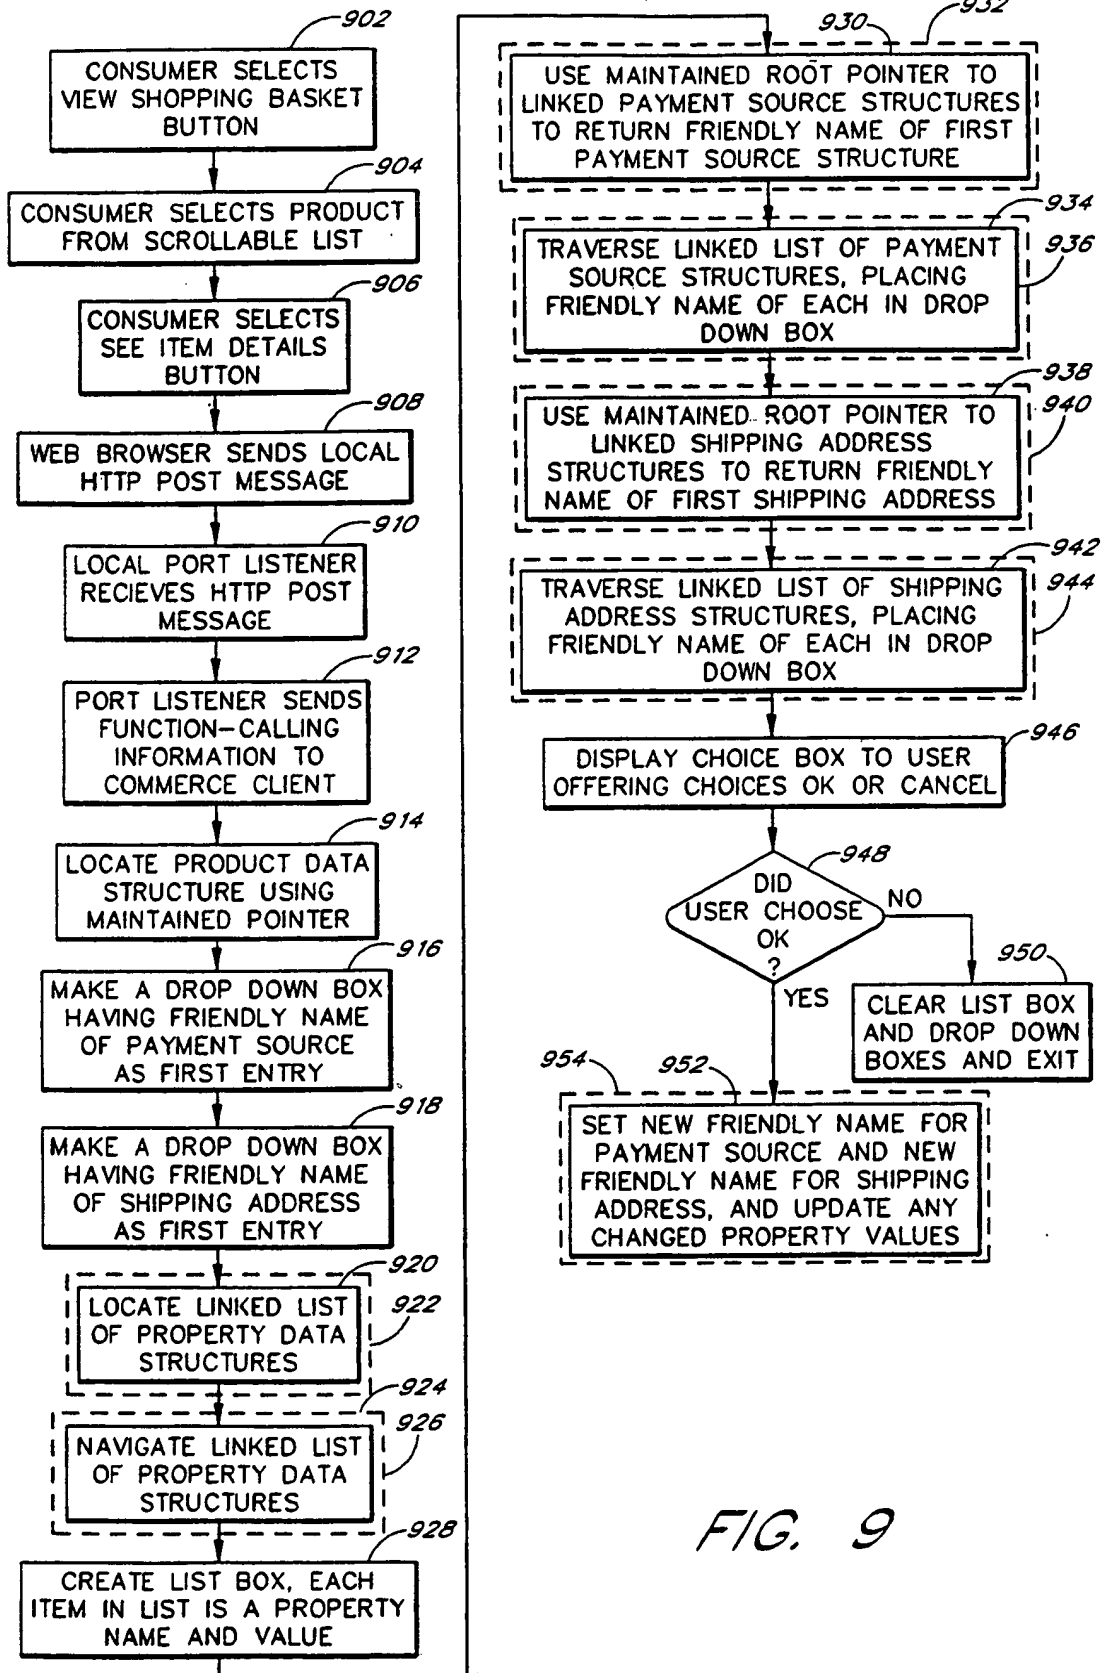 902
CONSUMER SELECTS
VIEW SHOPPING BASKET
BUTTON
904
CONSUMER SELECTS PRODUCT
FROM SCROLLABLE LIST
906
CONSUMER SELECTS
SEE ITEM DETAILS
BUTTON
908
WEB BROWSER SENDS LOCAL
HTTP POST MESSAGE
910
LOCAL PORT LISTENER
RECIEVES HTTP POST
MESSAGE
912
PORT LISTENER SENDS
FUNCTION-CALLING
INFORMATION TO
COMMERCE CLIENT
914
LOCATE PRODUCT DATA
STRUCTURE USING
MAINTAINED POINTER
916
MAKE A DROP DOWN BOX
HAVING FRIENDLY NAME
OF PAYMENT SOURCE
AS FIRST ENTRY
918
MAKE A DROP DOWN BOX
HAVING FRIENDLY NAME
OF SHIPPING ADDRESS
AS FIRST ENTRY
920
922
LOCATE LINKED LIST
OF PROPERTY DATA
STRUCTURES
924
926
NAVIGATE LINKED LIST
OF PROPERTY DATA
STRUCTURES
928
CREATE LIST BOX, EACH
ITEM IN LIST IS A PROPERTY
NAME AND VALUE
930
932
USE MAINTAINED ROOT POINTER TO
LINKED PAYMENT SOURCE STRUCTURES
TO RETURN FRIENDLY NAME OF FIRST
PAYMENT SOURCE STRUCTURE
934
936
TRAVERSE LINKED LIST OF PAYMENT
SOURCE STRUCTURES, PLACING
FRIENDLY NAME OF EACH IN DROP
DOWN BOX
938
940
USE MAINTAINED ROOT POINTER TO
LINKED SHIPPING ADDRESS
STRUCTURES TO RETURN FRIENDLY
NAME OF FIRST SHIPPING ADDRESS
942
944
TRAVERSE LINKED LIST OF SHIPPING
ADDRESS STRUCTURES, PLACING
FRIENDLY NAME OF EACH IN DROP
DOWN BOX
946
DISPLAY CHOICE BOX TO USER
OFFERING CHOICES OK OR CANCEL
948
DID
USER CHOOSE
OK
?
NO
YES
950
CLEAR LIST BOX
AND DROP DOWN
BOXES AND EXIT
954
952
SET NEW FRIENDLY NAME FOR
PAYMENT SOURCE AND NEW
FRIENDLY NAME FOR SHIPPING
ADDRESS, AND UPDATE ANY
CHANGED PROPERTY VALUES
FIG. 9